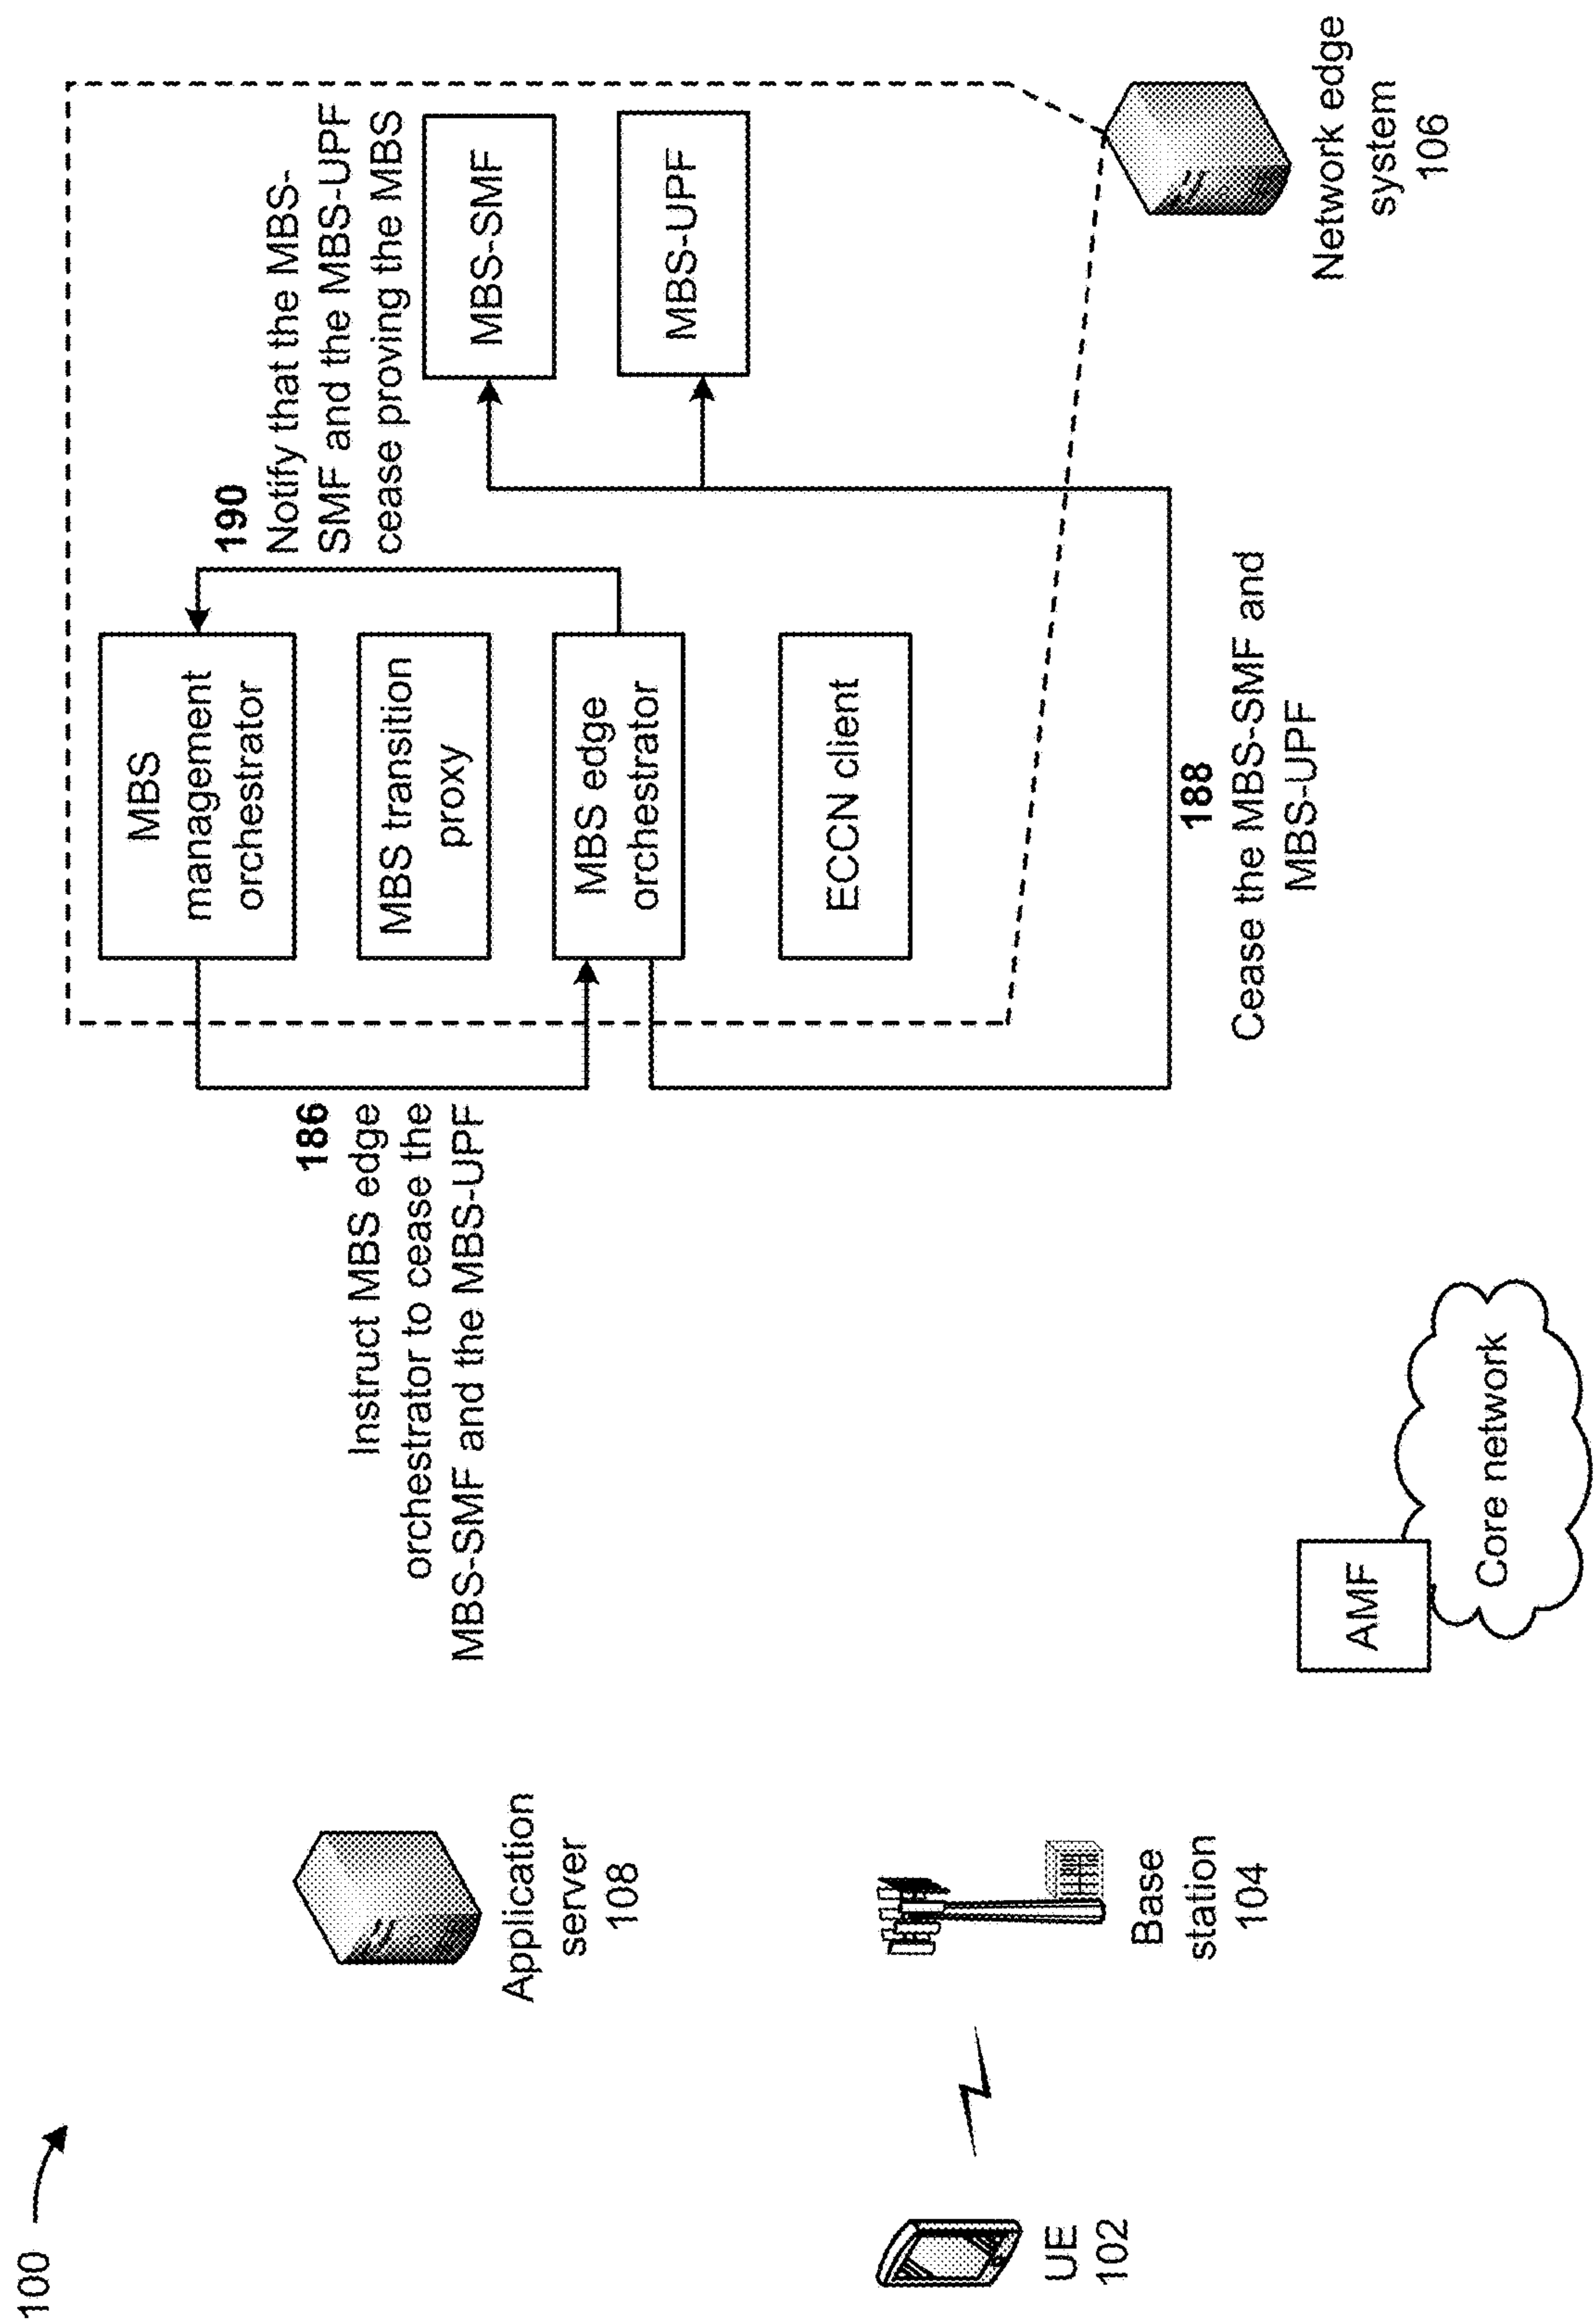 100
186
Instruct MBS edge
orchestrator to cease the
MBS-SMF and the MBS-UPF
MBS
management
orchestrator
MBS transition
proxy
MBS edge
orchestrator
ECCN client
190
Notify that the MBS-
SMF and the MBS-UPF
cease proving the MBS
MBS-SMF
MBS-UPF
188
Cease the MBS-SMF and
MBS-UPF
Network edge
system
106
Application
server
108
UE
102
Base
station
104
AMF
Core network